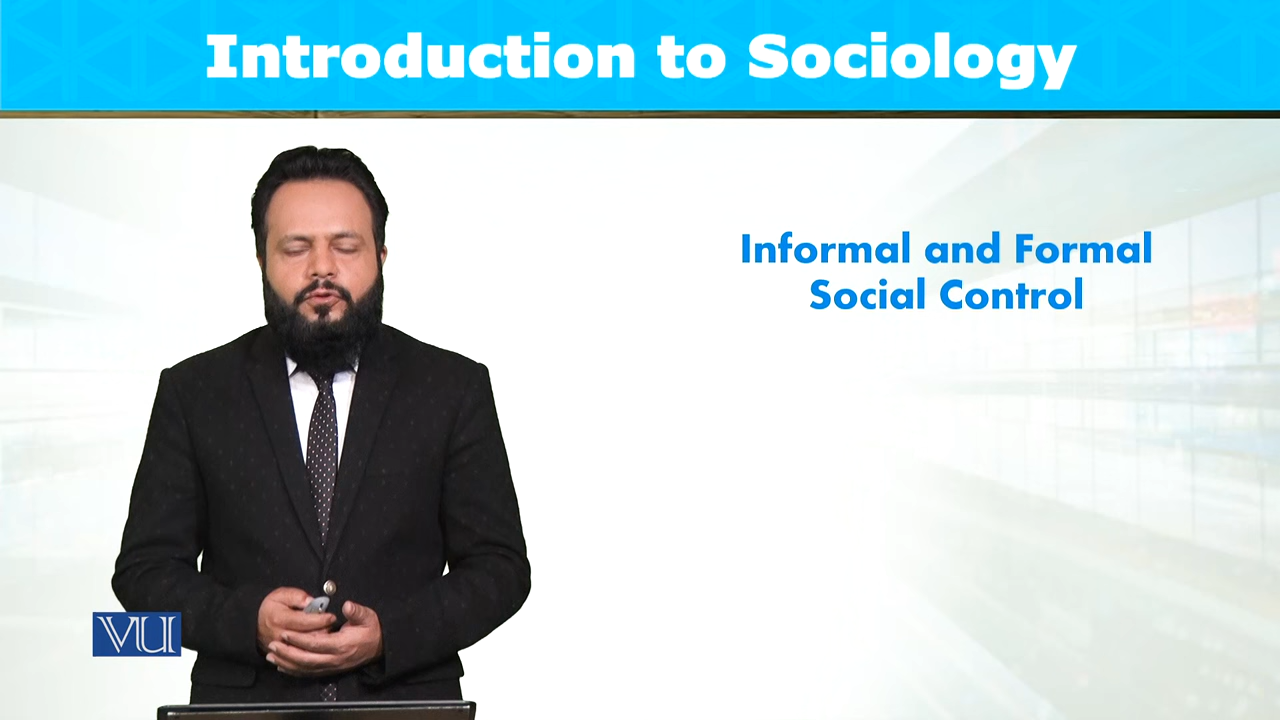 Introduction to Sociology
Informal and Formal
Social Control
VU